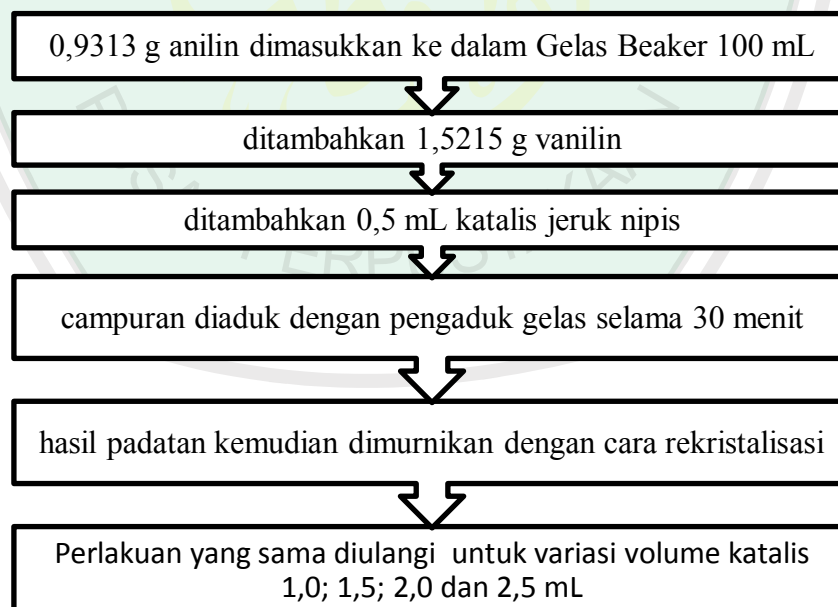 0,9313 g anilin dimasukkan ke dalam Gelas Beaker 100 mL
ditambahkan 1,5215 g vanilin
ditambahkan 0,5 mL katalis jeruk nipis
campuran diaduk dengan pengaduk gelas selama 30 menit
hasil padatan kemudian dimurnikan dengan cara rekristalisasi
Perlakuan yang sama diulangi untuk variasi volume katalis
1,0; 1,5; 2,0 dan 2,5 mL